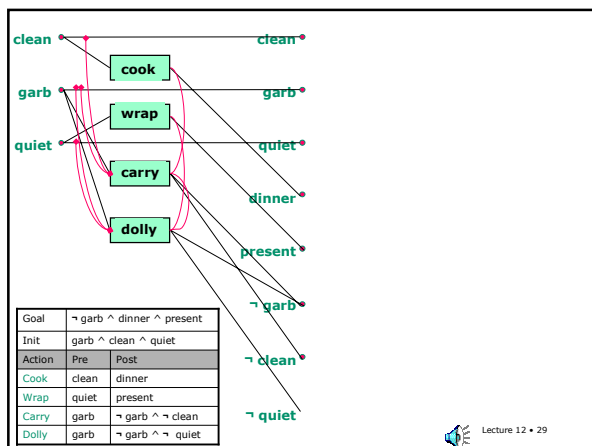 clean
clean
cook
garb
garb
wrap
quiet
quiet
carry
dinner
dolly
present
¬ garb
¬ clean
¬ quiet
Goal ¬ garb ^ dinner ^ present
Init garb ^ clean ^ quiet
Action Pre Post
Cook clean dinner
Wrap quiet present
Carry garb ¬ garb ^ ¬ clean
Dolly garb ¬ garb ^ ¬ quiet
Lecture 12 • 29